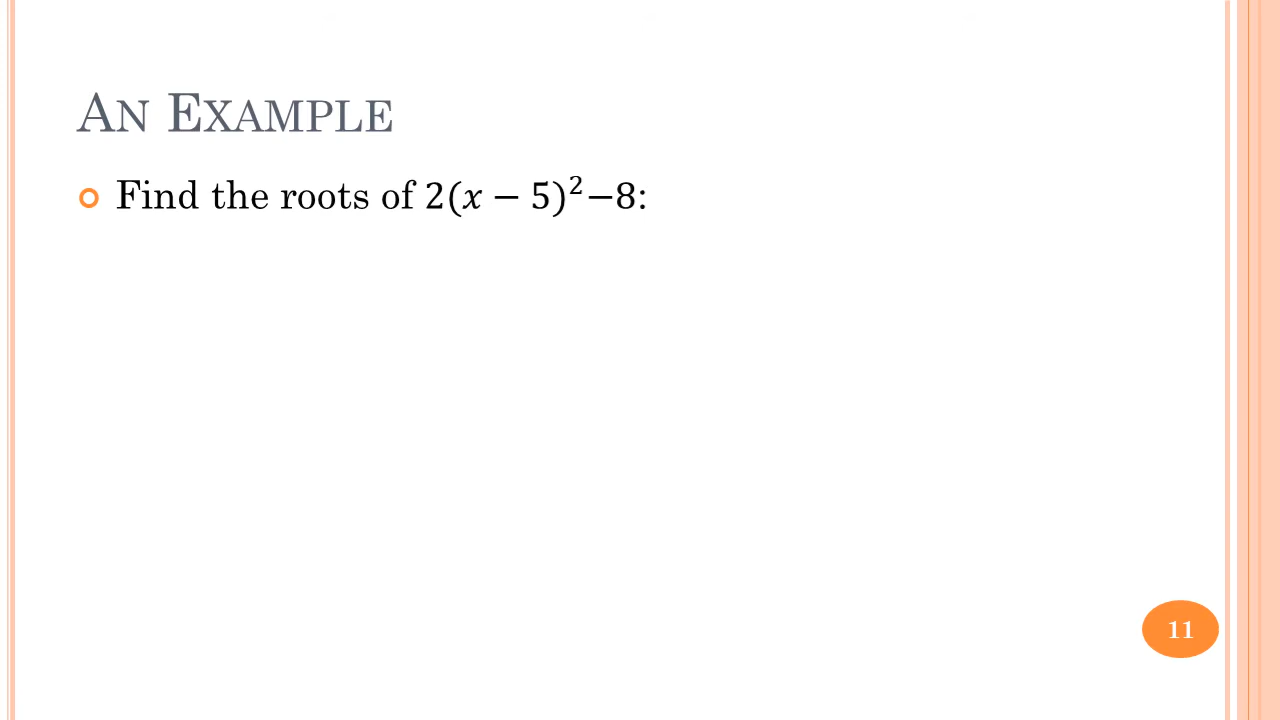 AN EXAMPLE
Find the roots of 2(x − 5)²−8:
11